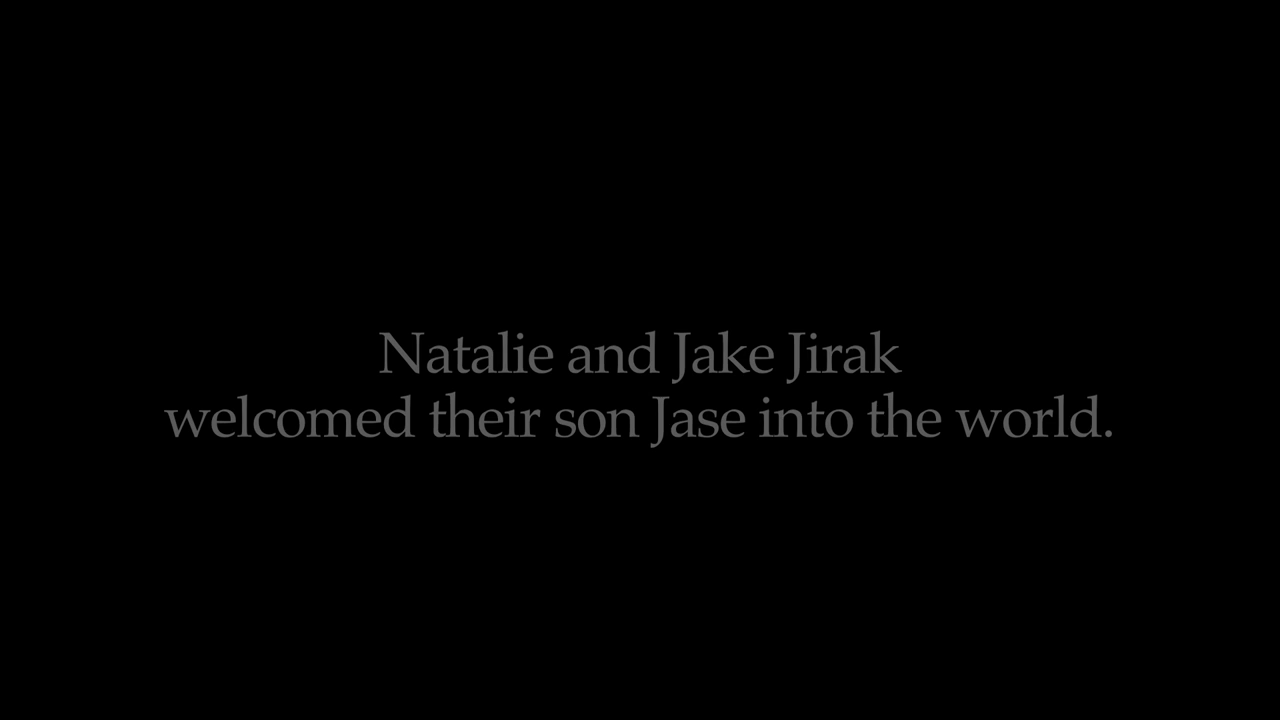 Natalie and Jake Jirak
welcomed their son Jase into the world.